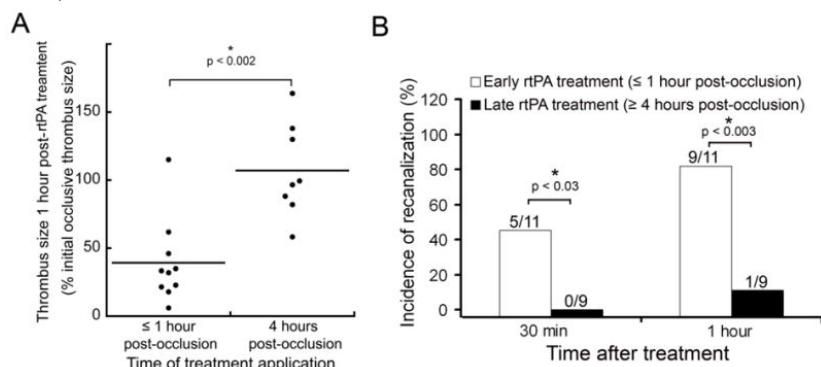 A
*
p < 0.002
Thrombus size 1 hour post-rtPA treamtent
(% initial occlusive thrombus size)
150
100
50
0
≤ 1 hour
post-occlusion
4 hours
post-occlusion
Time of treatment application
B
Early rtPA treatment (≤ 1 hour post-occlusion)
Late rtPA treatment (≥ 4 hours post-occlusion)
Incidence of recanalization (%)
120
100
80
60
40
20
0
*
p < 0.03
5/11
0/9
*
p < 0.003
9/11
1/9
30 min
1 hour
Time after treatment